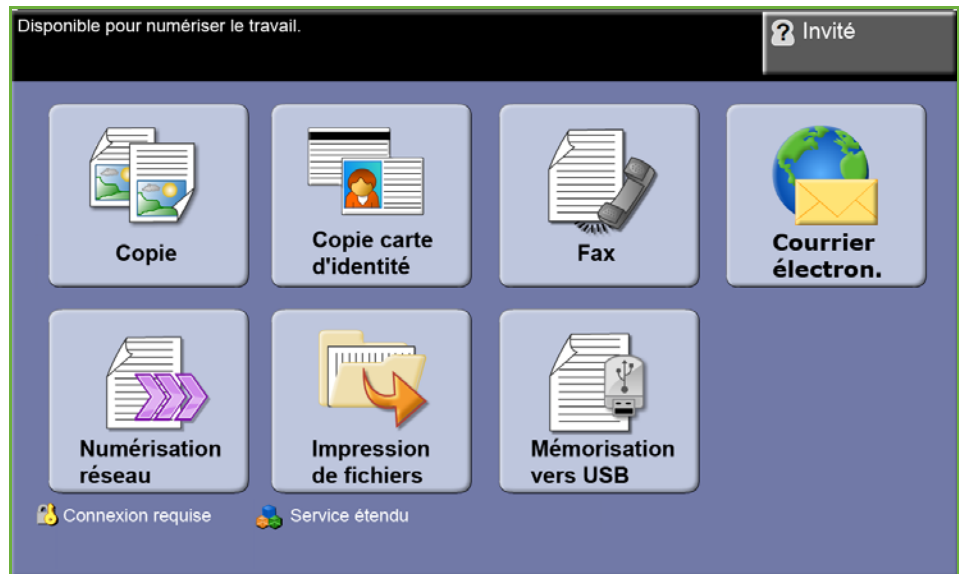 Disponible pour numériser le travail.
Invité
Copie
Copie carte
d'identité
Fax
Courrier
électron.
Numérisation
réseau
Impression
de fichiers
Mémorisation
vers USB
Connexion requise
Service étendu